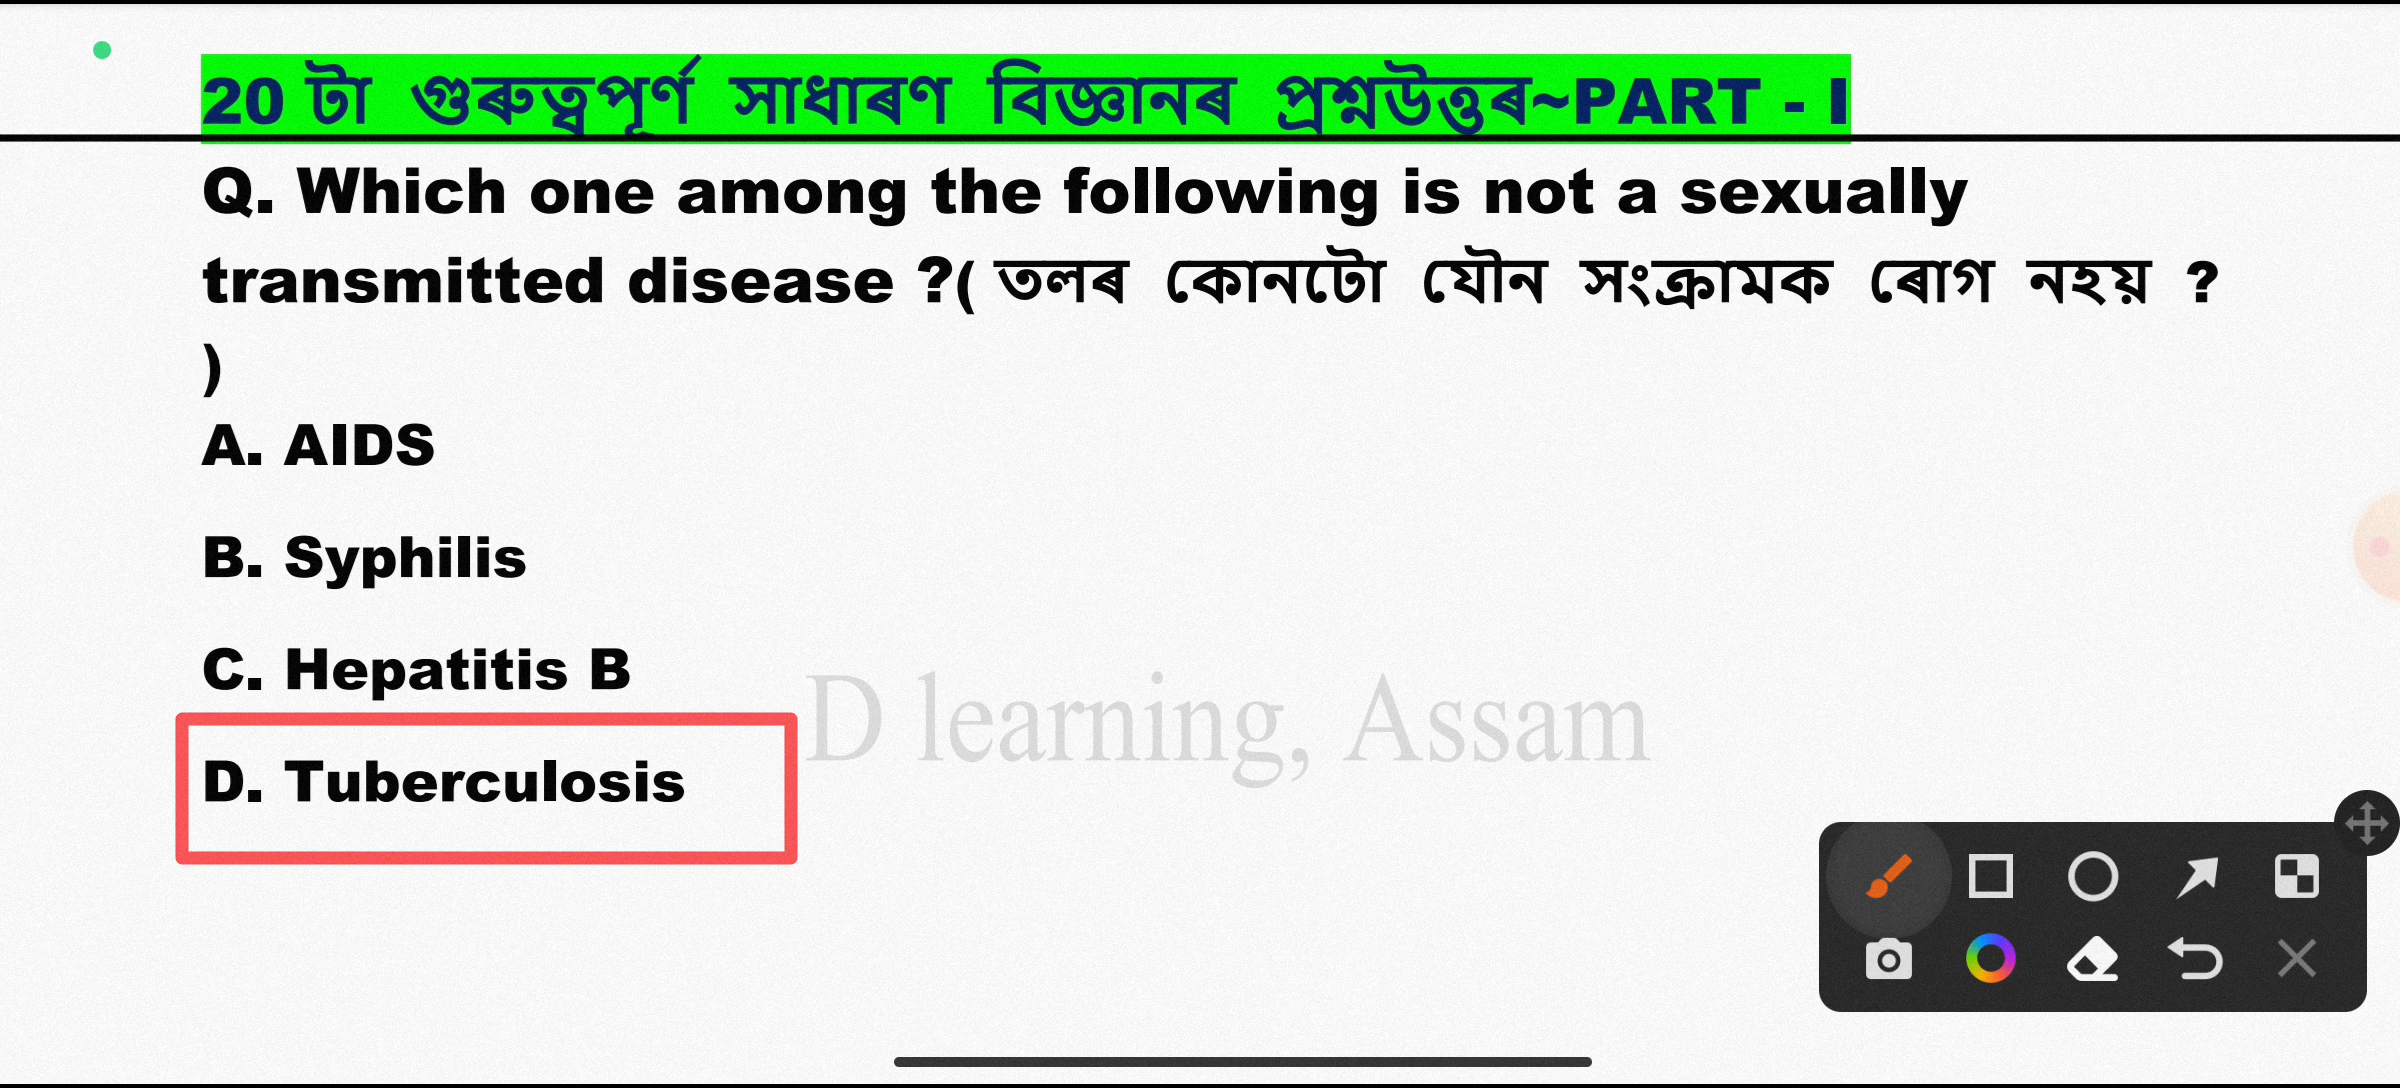 20 টা গুৰুত্বপূৰ্ণ সাধাৰণ বিজ্ঞানৰ প্ৰশ্নউত্তৰ~PART - I
Q. Which one among the following is not a sexually
transmitted disease ?( তলৰ কোনটো যৌন সংক্ৰামক ৰোগ নহয় ?
)
A. AIDS
B. Syphilis
C. Hepatitis B
D learning, Assam
D. Tuberculosis